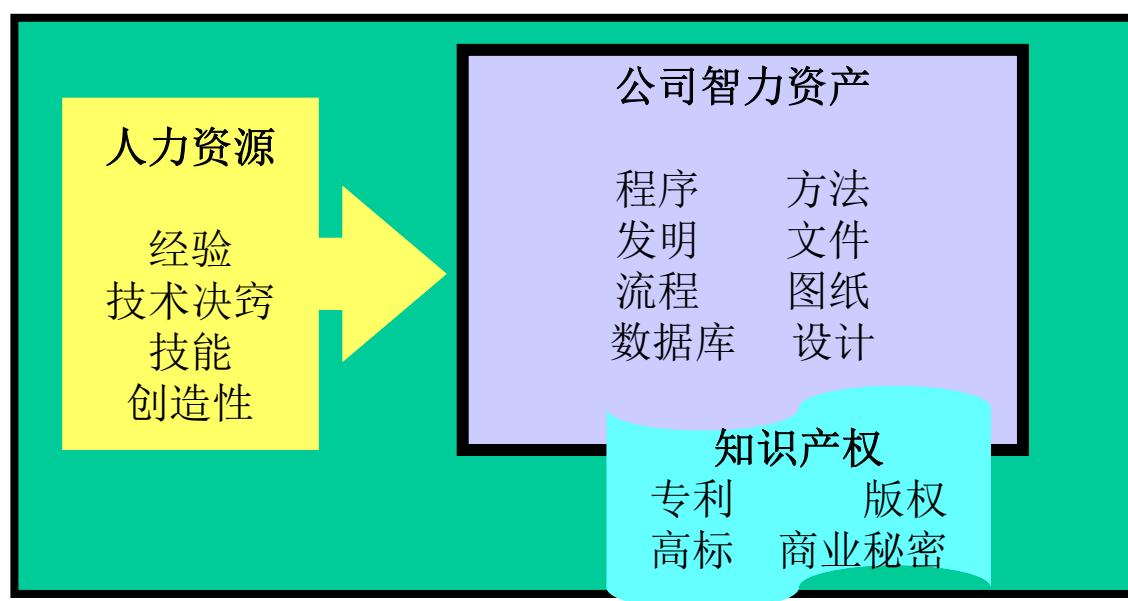 人力资源
经验
技术决窍
技能
创造性
公司智力资产
程序 方法
发明 文件
流程 图纸
数据库 设计
知识产权
专利 版权
高标 商业秘密